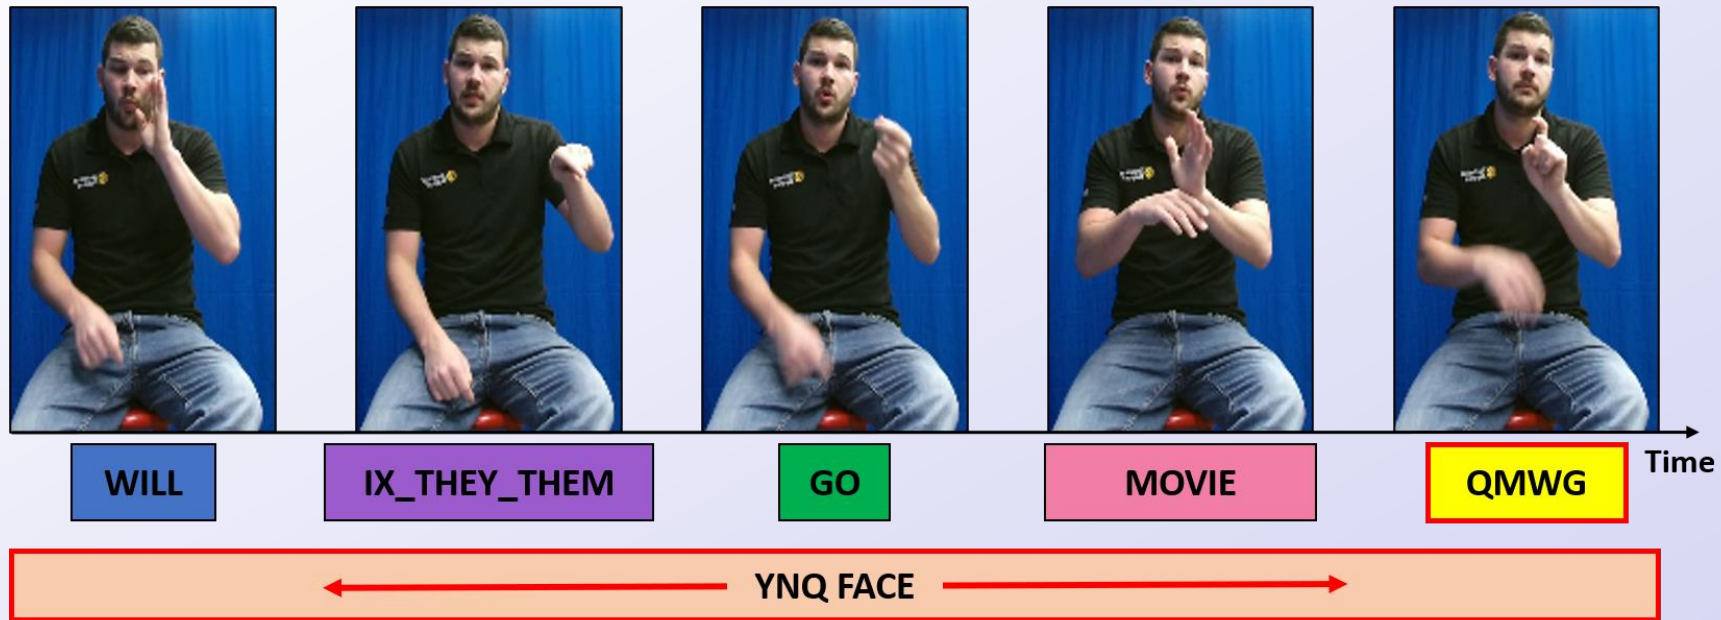 WILL
IX_THEY_THEM
GO
MOVIE
QMWG
Time
YNQ FACE